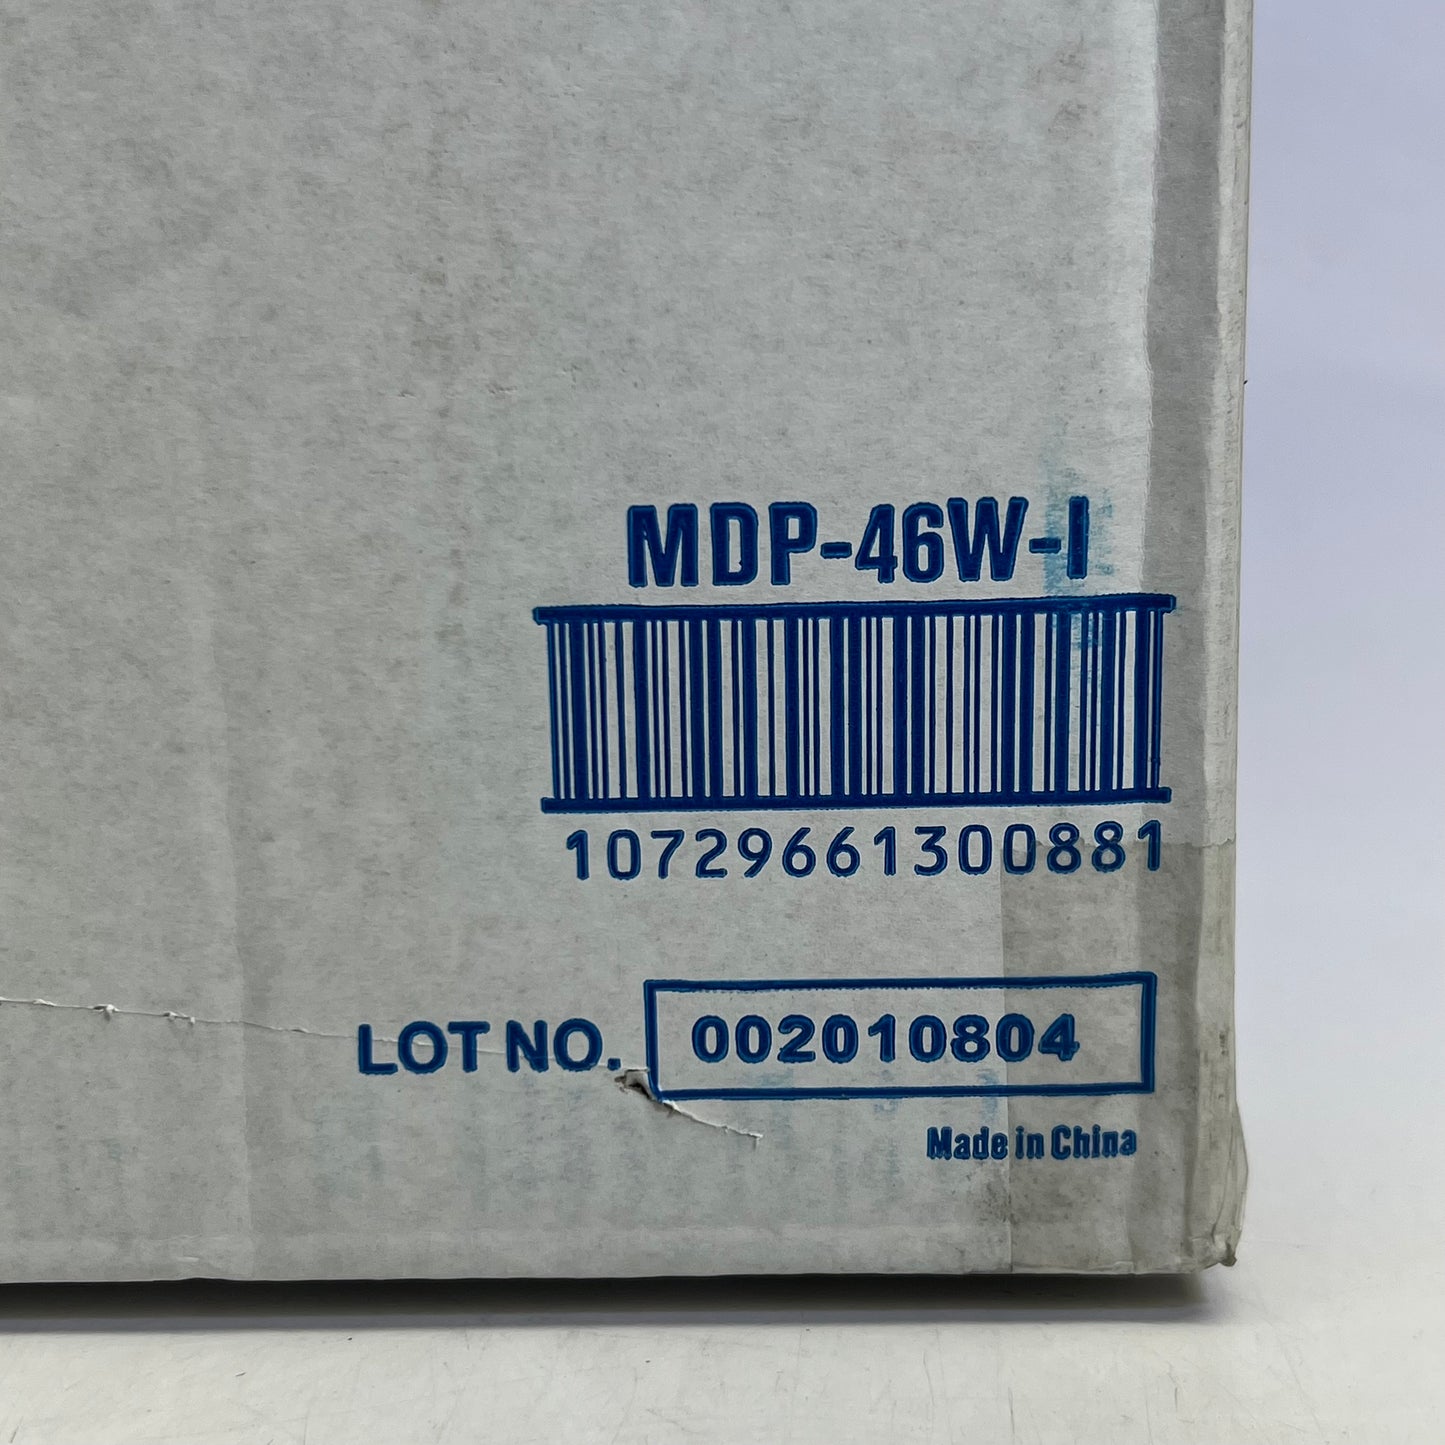 MDP-46W-I
10729661300881
LOT NO. 002010804
Made in China